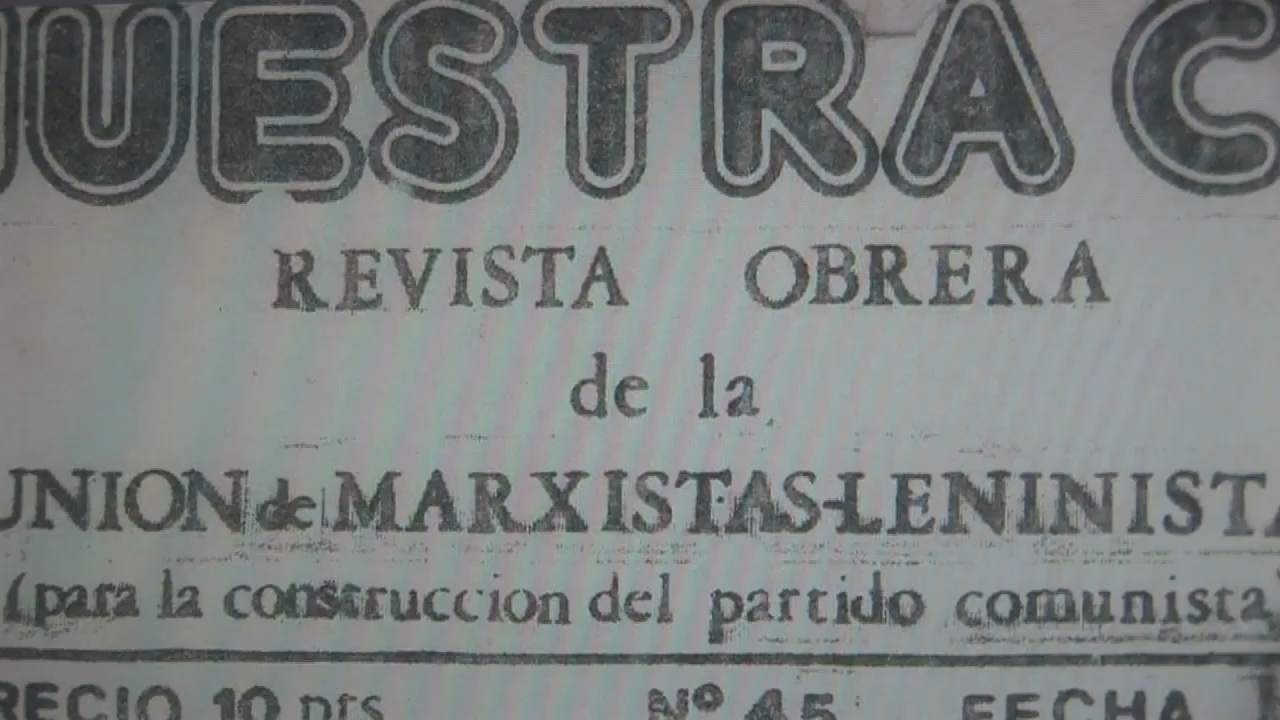 UESTRA C
REVISTA OBRERA
de la
UNION de MARXISTAS-LENINISTA
(para la construccion del partido comunista)
RECIO 10 pts Nº 45 FECHA